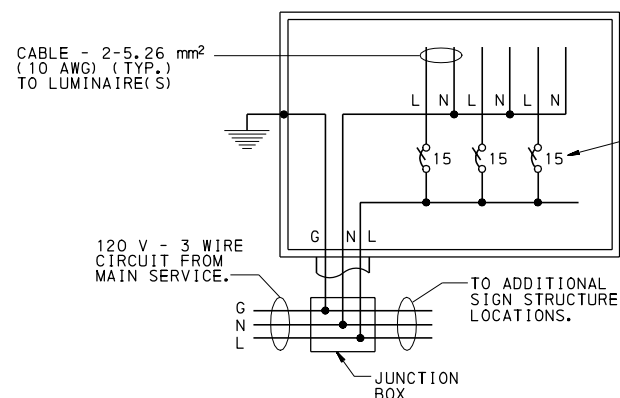 CABLE - 2-5.26 mm²
(10 AWG) (TYP.)
TO LUMINAIRE(S)
L N L N L N
15 15 15
G N L
120 V - 3 WIRE
CIRCUIT FROM
MAIN SERVICE.
G
N
L
TO ADDITIONAL
SIGN STRUCTURE
LOCATIONS.
JUNCTION
BOX